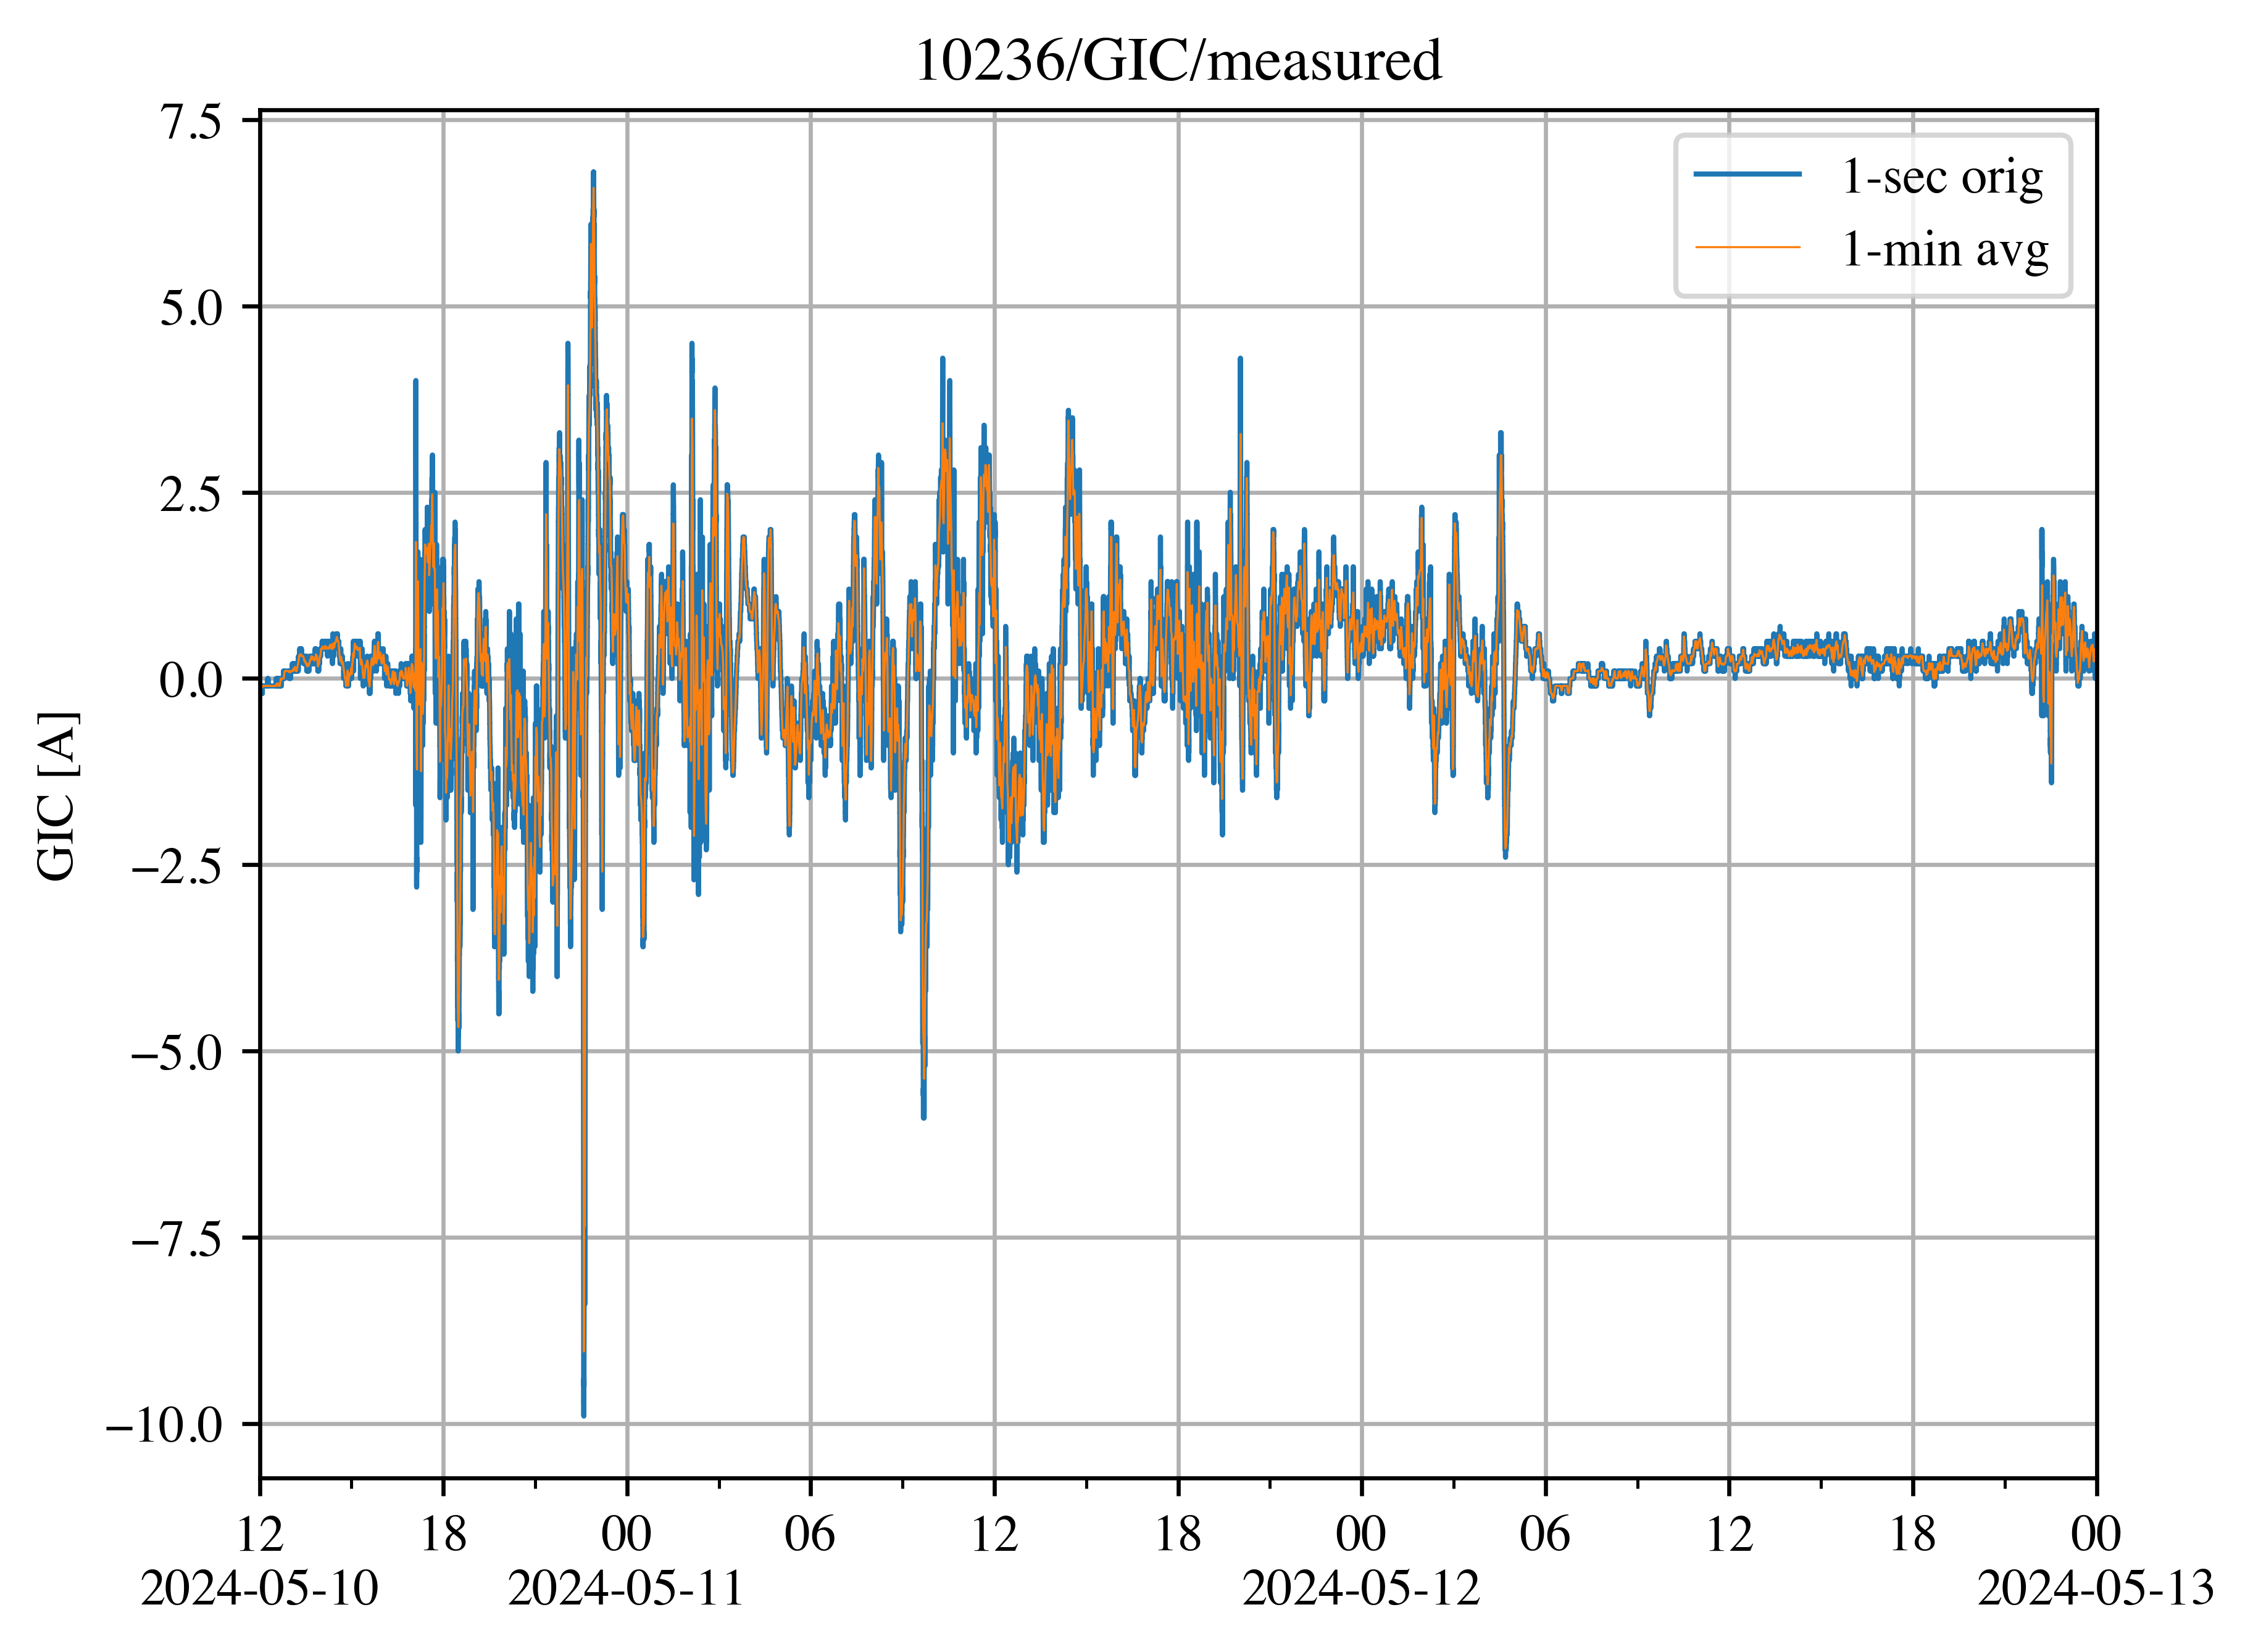 10236/GIC/measured
7.5
5.0
2.5
0.0
−2.5
−5.0
−7.5
−10.0
GIC [A]
1-sec orig
1-min avg
12 18 00 06 12 18 00 06 12 18 00
2024-05-10 2024-05-11 2024-05-12 2024-05-13